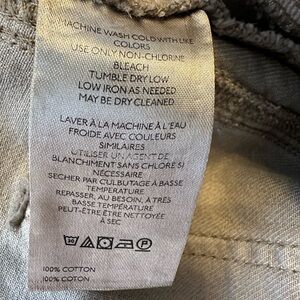 MACHINE WASH COLD WITH LIKE
COLORS
USE ONLY NON-CHLORINE
BLEACH
TUMBLE DRY LOW
LOW IRON AS NEEDED
MAY BE DRY CLEANED
LAVER À LA MACHINE À L'EAU
FROIDE AVEC COULEURS
SIMILAIRES
UTILISER UN AGENT DE
BLANCHIMENT SANS CHLORE SI
NÉCESSAIRE
SECHER PAR CULBUTAGE À BASSE
TEMPERATURE
REPASSER, AU BESOIN, À TRÈS
BASSE TEMPÉRATURE
PEUT-ÊTRE ÊTRE NETTOYÉE
À SEC
100% COTTON
100% COTON